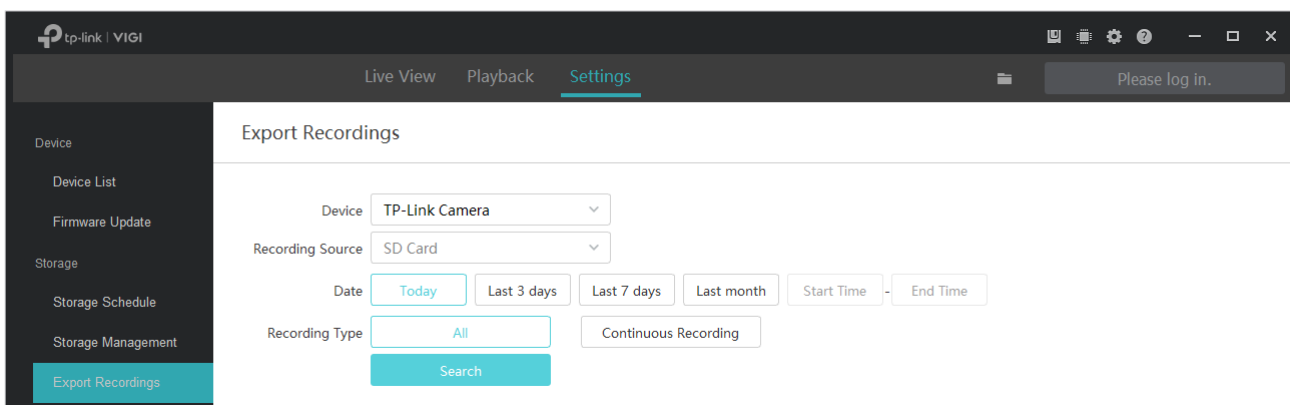 tp-link | VIGI
Live View Playback Settings Please log in.
Device
Device List
Firmware Update
Storage
Storage Schedule
Storage Management
Export Recordings
Export Recordings
Device TP-Link Camera
Recording Source SD Card
Date Today Last 3 days Last 7 days Last month Start Time - End Time
Recording Type All Continuous Recording
Search